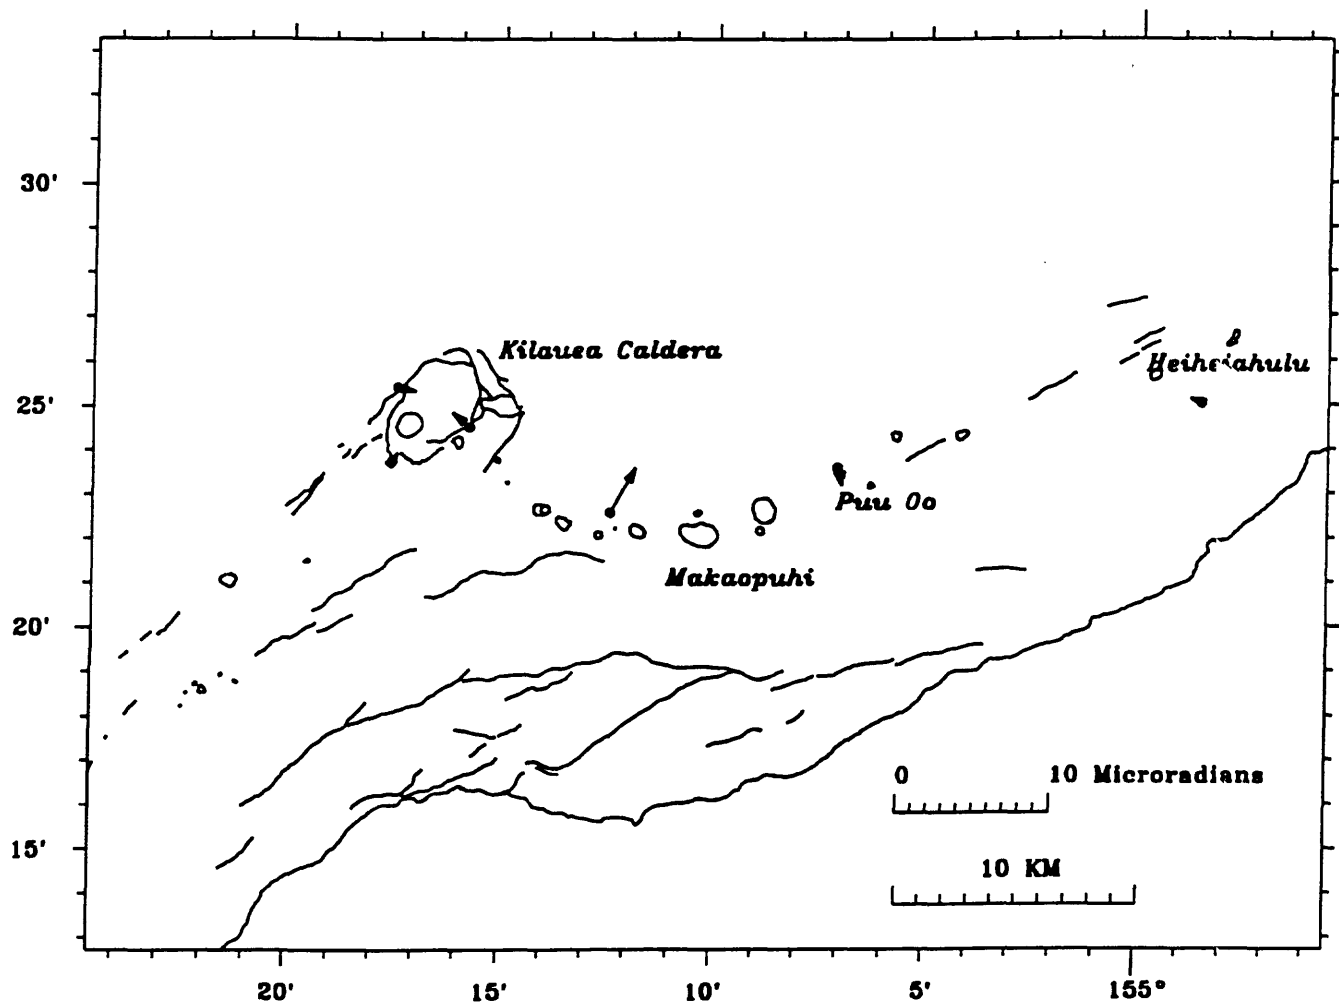 30'
Kilauea Caldera
25'
Puu Oo
Makaopuhi
20'
0 10 Microradians
15'
10 KM
20' 15' 10' 5' 155°